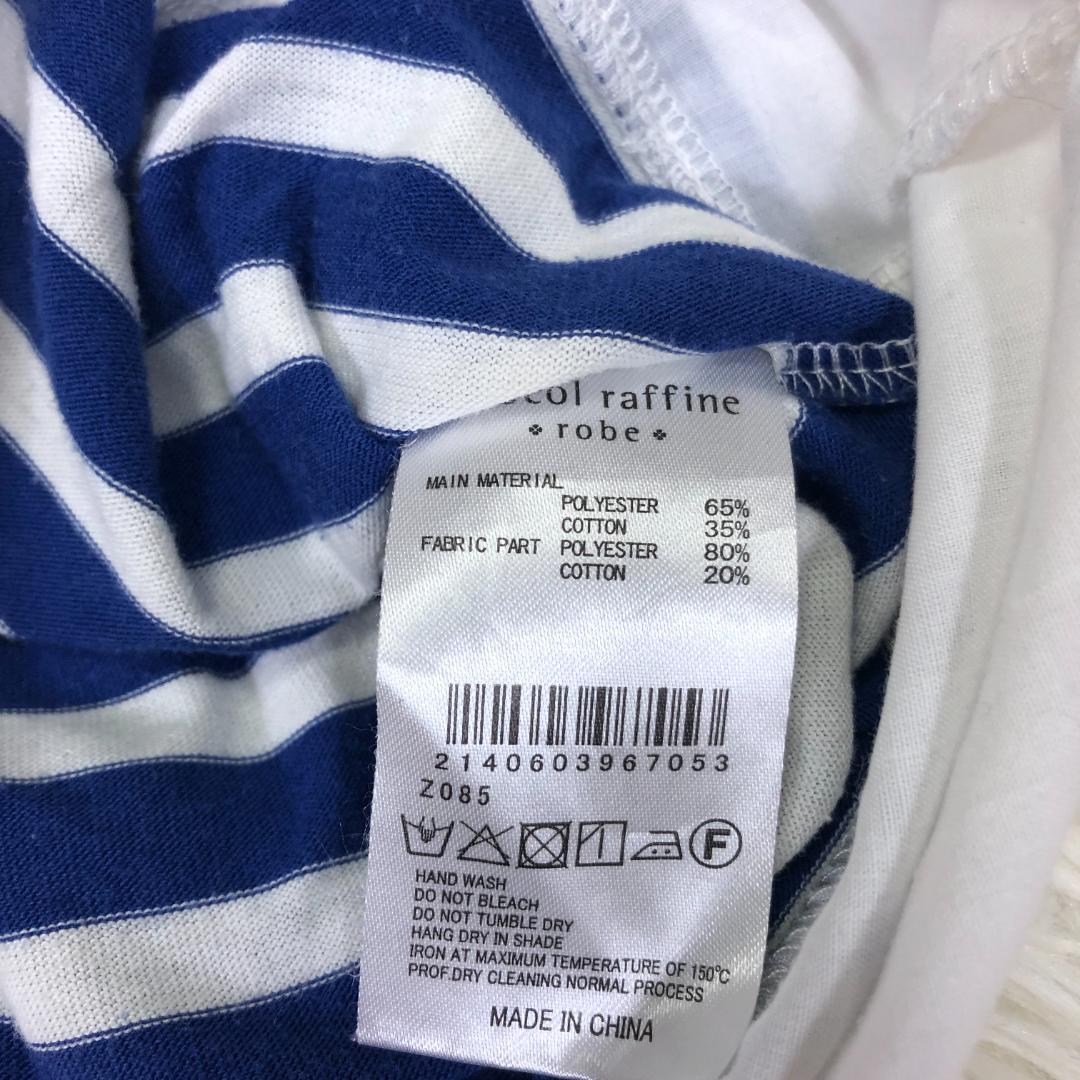 raffine
robe
MAIN MATERIAL
POLYESTER 65%
COTTON 35%
FABRIC PART POLYESTER 80%
COTTON 20%
2140603967053
Z085
F
HAND WASH
DO NOT BLEACH
DO NOT TUMBLE DRY
HANG DRY IN SHADE
IRON AT MAXIMUM TEMPERATURE OF 150℃
PROF.DRY CLEANING NORMAL PROCESS
MADE IN CHINA